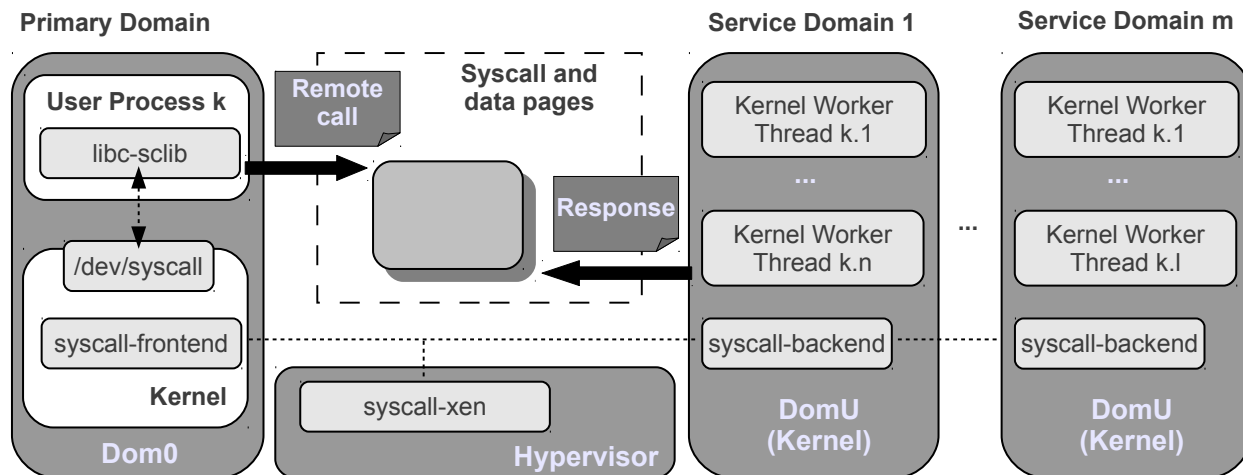 Primary Domain
User Process k
libc-sclib
/dev/syscall
syscall-frontend
Kernel
Dom0
Remote
call
Syscall and
data pages
Response
syscall-xen
Hypervisor
Service Domain 1
Kernel Worker
Thread k.1
...
Kernel Worker
Thread k.n
syscall-backend
DomU
(Kernel)
...
Service Domain m
Kernel Worker
Thread k.1
...
Kernel Worker
Thread k.l
syscall-backend
DomU
(Kernel)